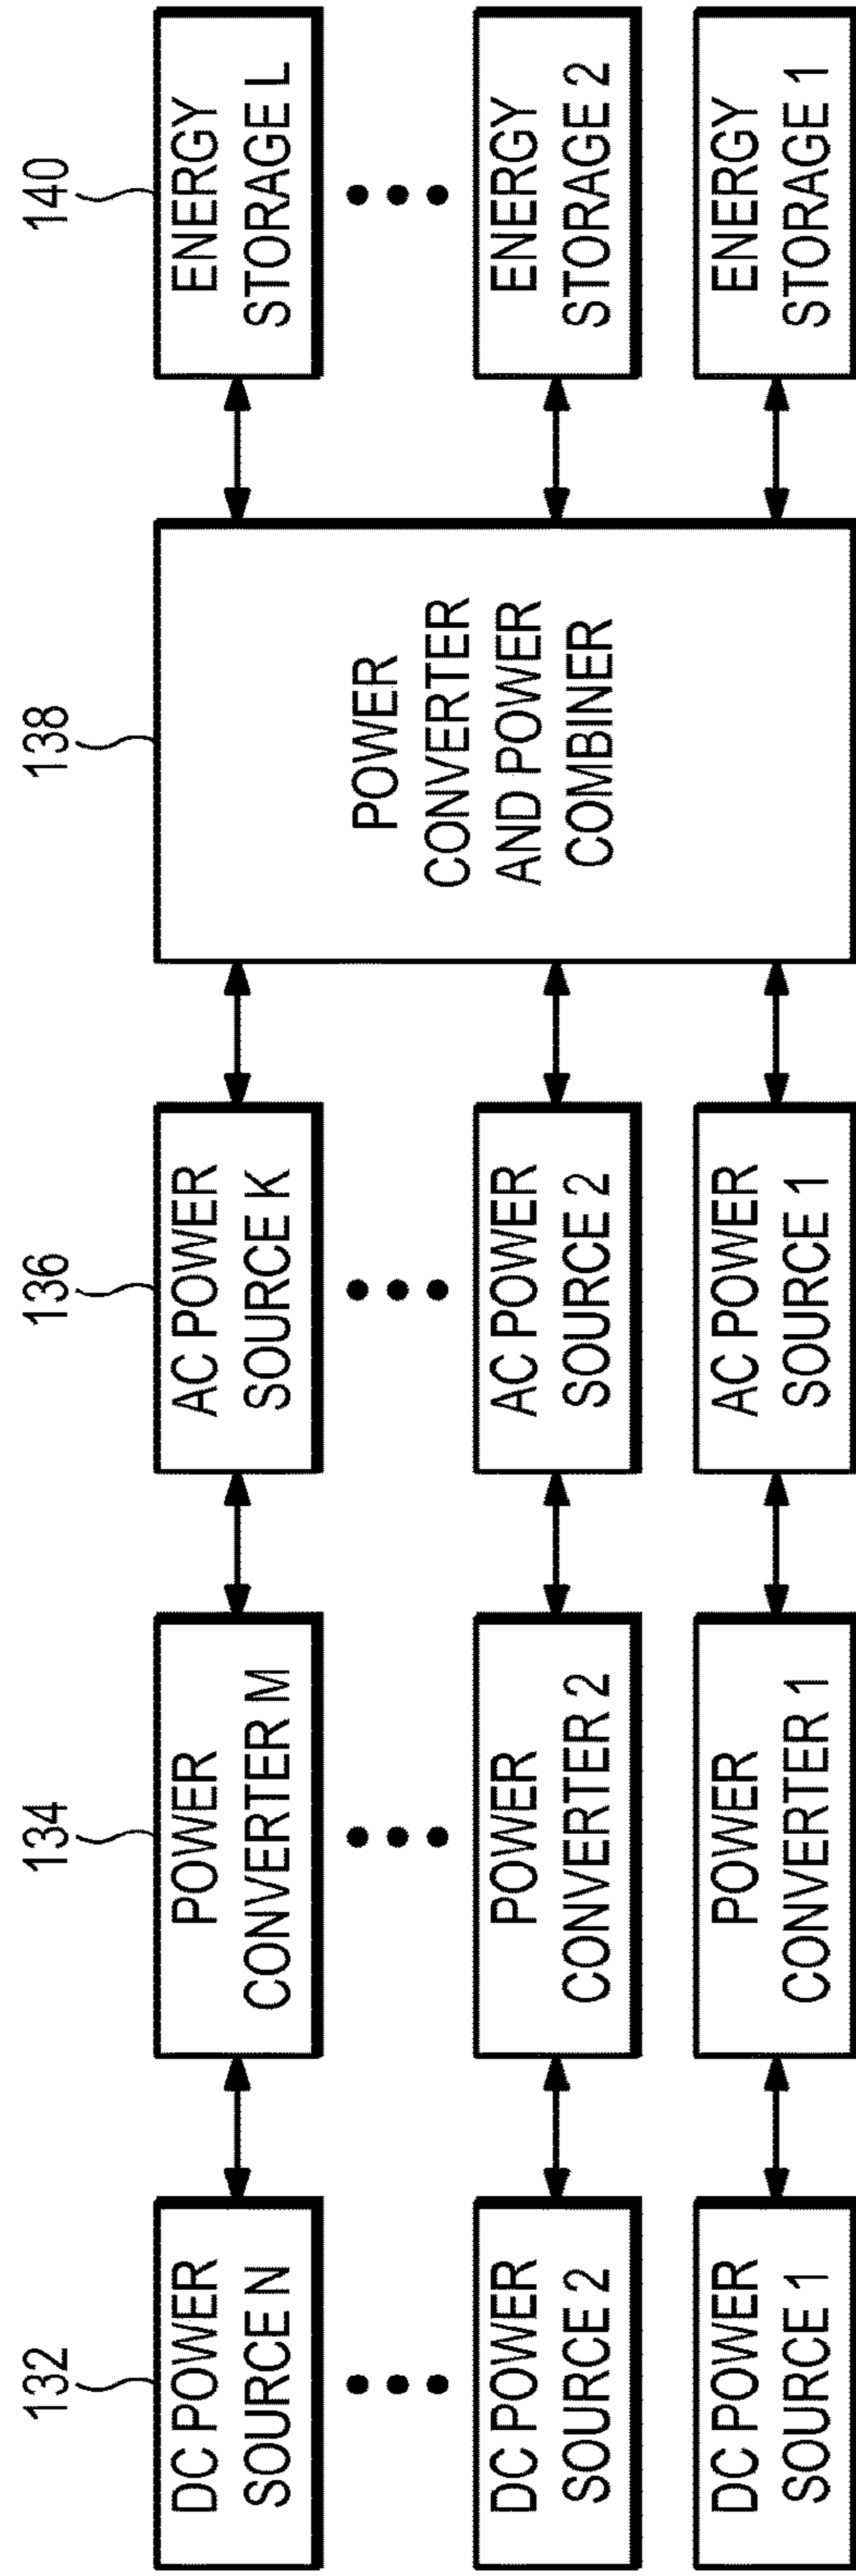 132
134
136
138
140
DC POWER
SOURCE N
POWER
CONVERTER M
AC POWER
SOURCE K
POWER
CONVERTER
AND POWER
COMBINER
ENERGY
STORAGE L
DC POWER
SOURCE 2
POWER
CONVERTER 2
AC POWER
SOURCE 2
ENERGY
STORAGE 2
DC POWER
SOURCE 1
POWER
CONVERTER 1
AC POWER
SOURCE 1
ENERGY
STORAGE 1